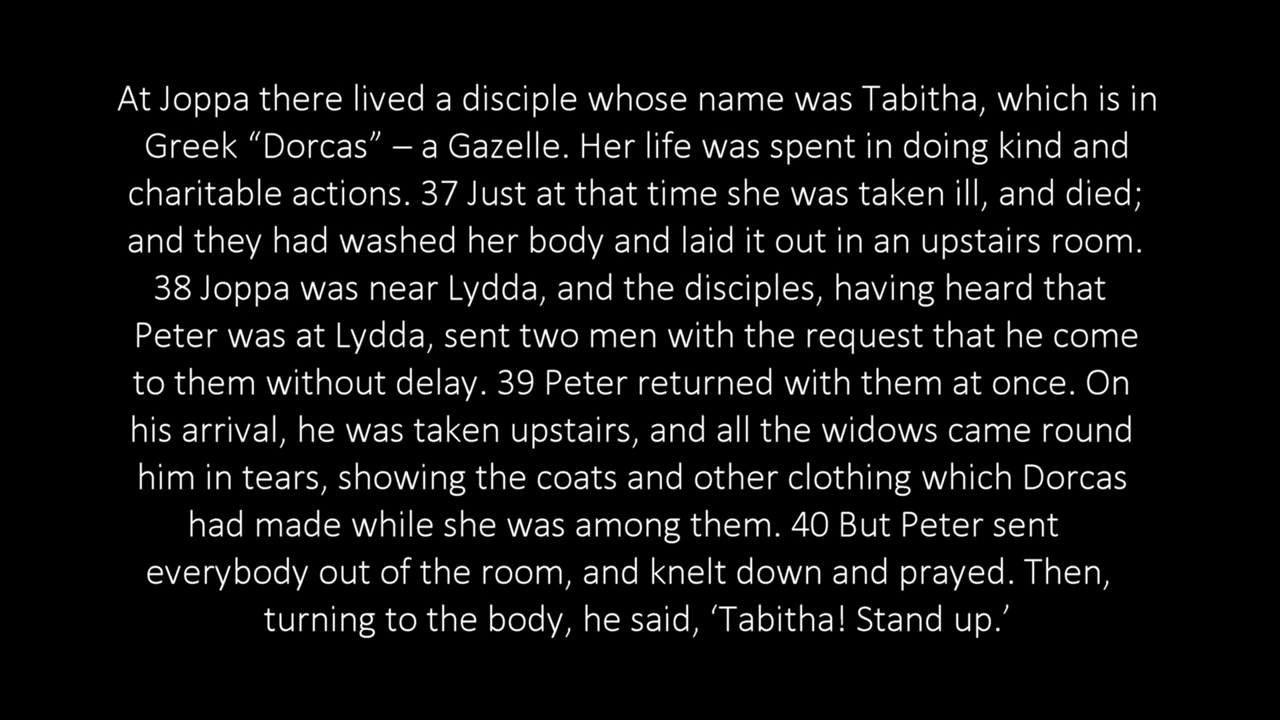 At Joppa there lived a disciple whose name was Tabitha, which is in
Greek “Dorcas” – a Gazelle. Her life was spent in doing kind and
charitable actions. 37 Just at that time she was taken ill, and died;
and they had washed her body and laid it out in an upstairs room.
38 Joppa was near Lydda, and the disciples, having heard that
Peter was at Lydda, sent two men with the request that he come
to them without delay. 39 Peter returned with them at once. On
his arrival, he was taken upstairs, and all the widows came round
him in tears, showing the coats and other clothing which Dorcas
had made while she was among them. 40 But Peter sent
everybody out of the room, and knelt down and prayed. Then,
turning to the body, he said, ‘Tabitha! Stand up.’